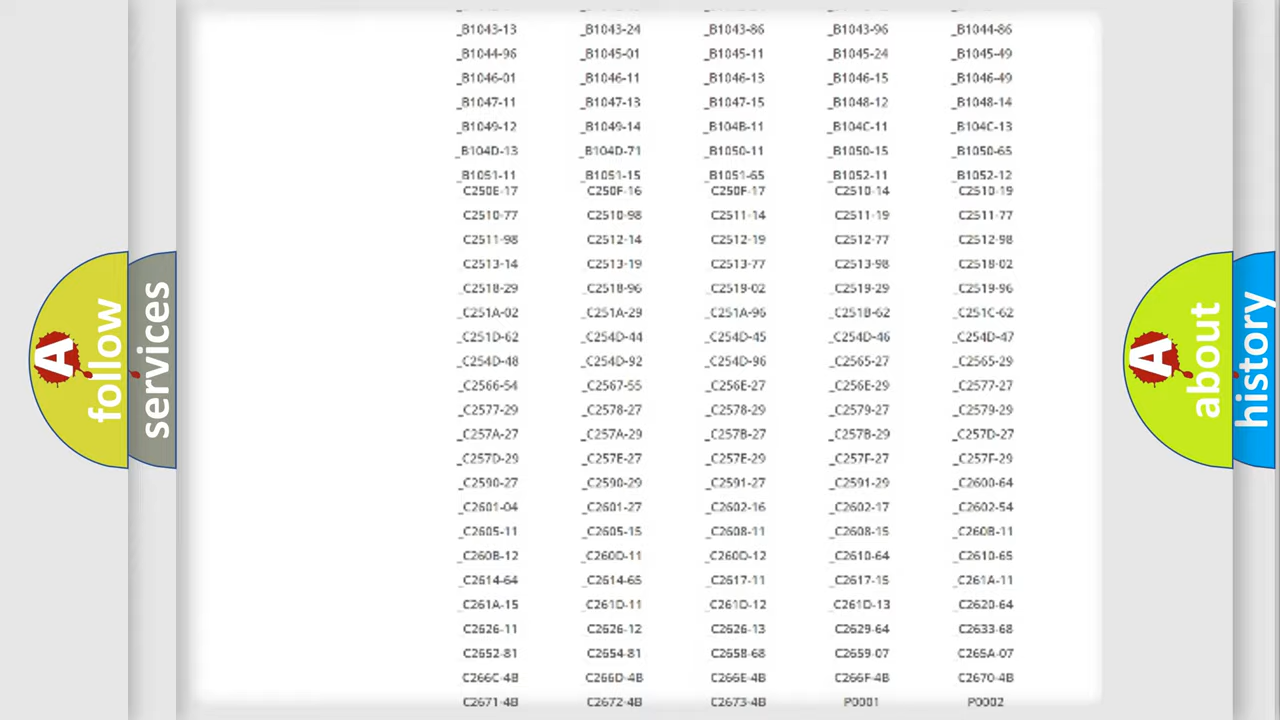 _B1043-13 _B1043-24 _B1043-86 _B1043-96 _B1044-86
_B1044-96 _B1045-01 _B1045-11 _B1045-24 _B1045-49
_B1046-01 _B1046-11 _B1046-13 _B1046-15 _B1046-49
_B1047-11 _B1047-13 _B1047-15 _B1048-12 _B1048-14
_B1049-12 _B1049-14 _B104B-11 _B104C-11 _B104C-13
_B104D-13 _B104D-71 _B1050-11 _B1050-15 _B1050-65
_B1051-11 _B1051-15 _B1051-65 _B1052-11 _B1052-12
C250E-17 C250F-16 C250F-17 C2510-14 C2510-19
C2510-77 C2510-98 C2511-14 C2511-19 C2511-77
C2511-98 C2512-14 C2512-19 C2512-77 C2512-98
C2513-14 C2513-19 C2513-77 C2513-98 C2518-02
_C2518-29 _C2518-96 _C2519-02 _C2519-29 _C2519-96
_C251A-02 _C251A-29 _C251A-96 _C251B-62 _C251C-62
_C251D-62 _C254D-44 _C254D-45 _C254D-46 _C254D-47
_C254D-48 _C254D-92 _C254D-96 _C2565-27 _C2565-29
_C2566-54 _C2567-55 _C256E-27 _C256E-29 _C2577-27
_C2577-29 _C2578-27 _C2578-29 _C2579-27 _C2579-29
_C257A-27 _C257A-29 _C257B-27 _C257B-29 _C257D-27
_C257D-29 _C257E-27 _C257E-29 _C257F-27 _C257F-29
_C2590-27 _C2590-29 _C2591-27 _C2591-29 _C2600-64
_C2601-04 _C2601-27 _C2602-16 _C2602-17 _C2602-54
_C2605-11 _C2605-15 _C2608-11 _C2608-15 _C260B-11
_C260B-12 _C260D-11 _C260D-12 _C2610-64 _C2610-65
_C2614-64 _C2614-65 _C2617-11 _C2617-15 _C261A-11
_C261A-15 _C261D-11 _C261D-12 _C261D-13 _C2620-64
C2626-11 C2626-12 C2626-13 C2629-64 C2633-68
C2652-81 C2654-81 C2658-68 C2659-07 C265A-07
C266C-4B C266D-4B C266E-4B C266F-4B C2670-4B
C2671-4B C2672-4B C2673-4B P0001 P0002
A follow
services
A about
history